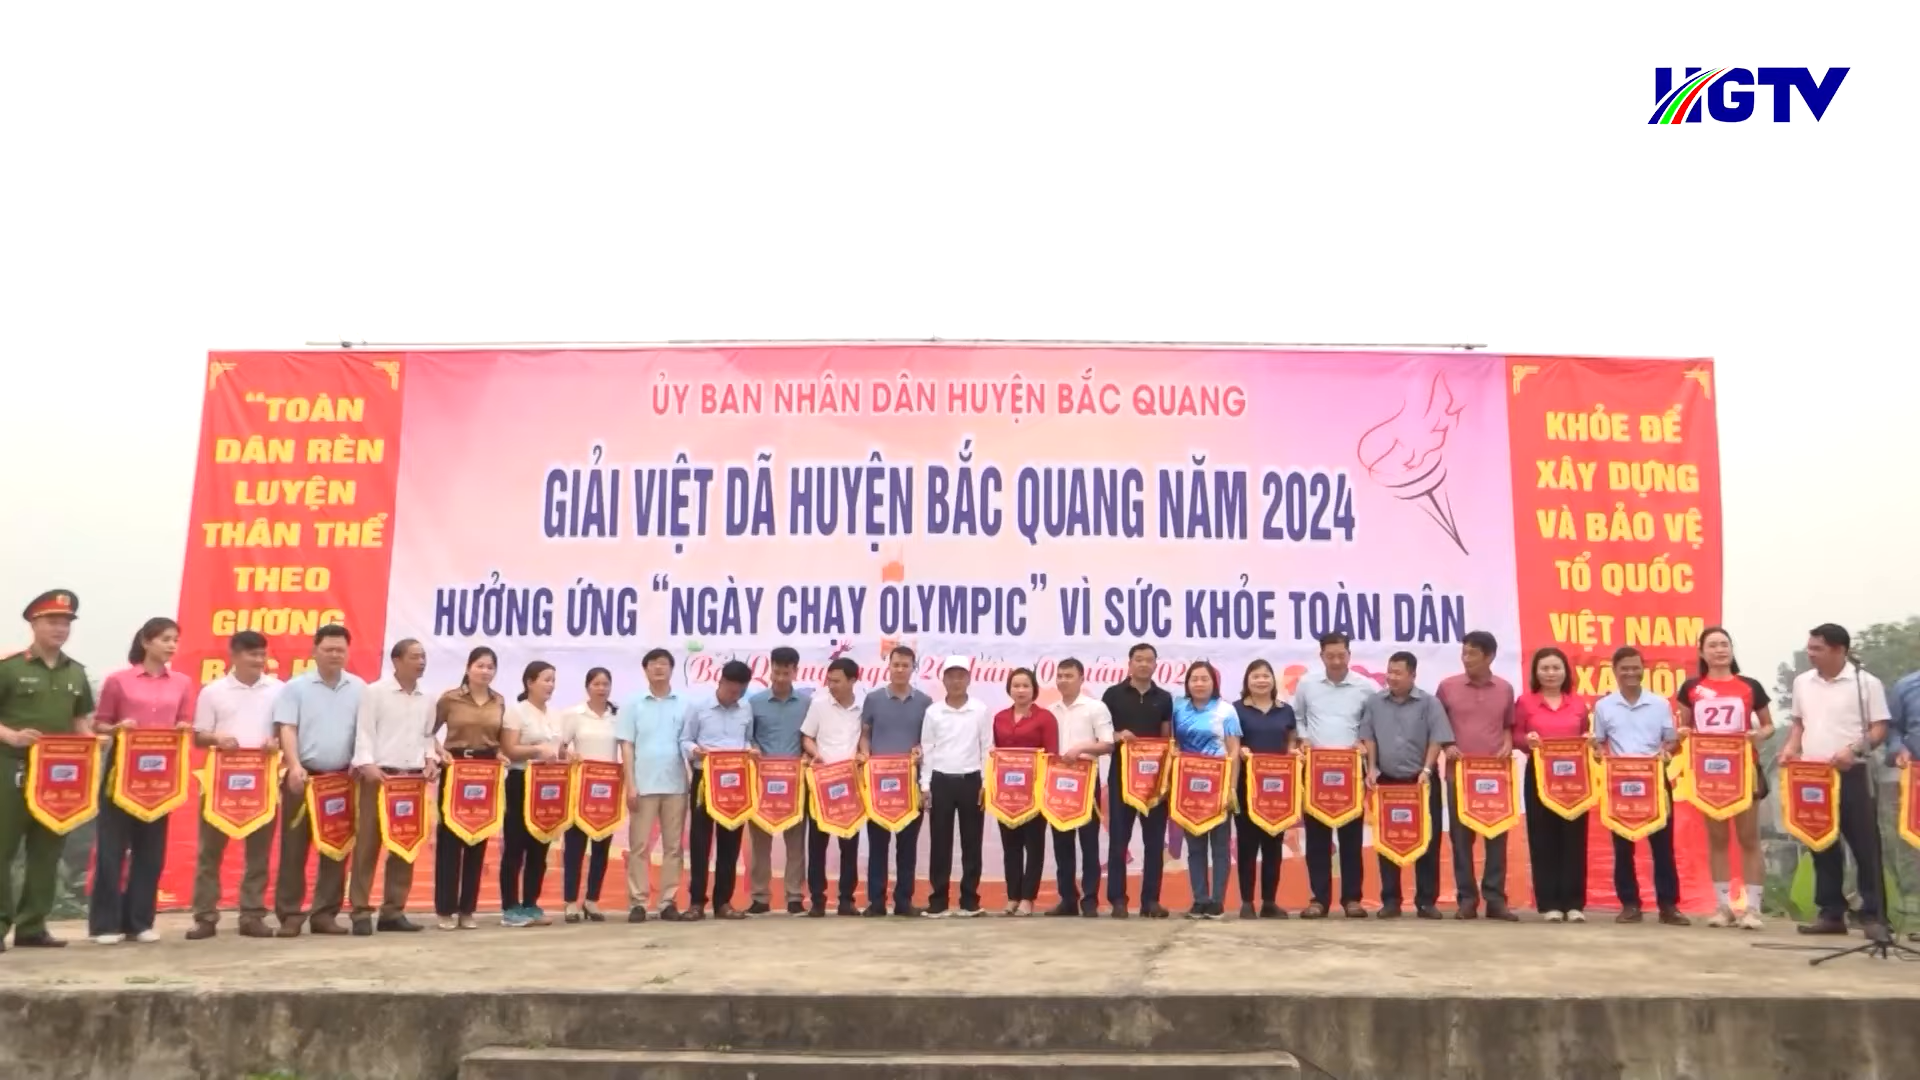 HGTV
ỦY BAN NHÂN DÂN HUYỆN BẮC QUANG
GIẢI VIỆT DÃ HUYỆN BẮC QUANG NĂM 2024
HƯỞNG ỨNG "NGÀY CHẠY OLYMPIC" VÌ SỨC KHỎE TOÀN DÂN
"TOÀN
DÂN RÈN
LUYỆN
THÂN THỂ
THEO
GƯƠNG
KHỎE ĐỂ
XÂY DỰNG
VÀ BẢO VỆ
TỔ QUỐC
VIỆT NAM
XÃ HỘI
27